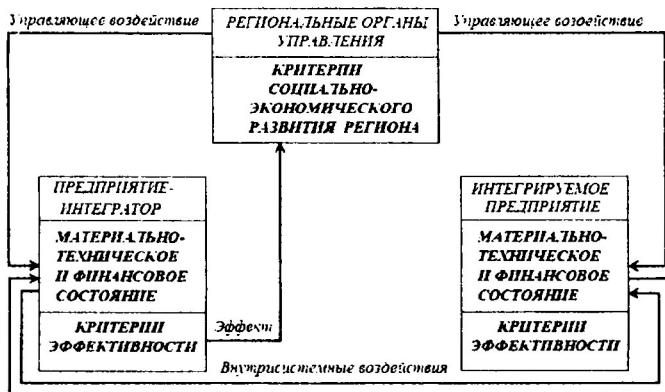 Управляющее воздействие
РЕГИОНАЛЬНЫЕ ОРГАНЫ
УПРАВЛЕНИЯ
Управляющее воздействие
КРИТЕРИИ
СОЦИАЛЬНО-
ЭКОНОМИЧЕСКОГО
РАЗВИТИЯ РЕГИОНА
ПРЕДПРИЯТИЕ-
ИНТЕГРАТОР
МАТЕРИАЛЬНО-
ТЕХНИЧЕСКОЕ
И ФИНАНСОВОЕ
СОСТОЯНИЕ
КРИТЕРИИ
ЭФФЕКТИВНОСТИ
Эффект
ИНТЕГРИРУЕМОЕ
ПРЕДПРИЯТИЕ
МАТЕРИАЛЬНО-
ТЕХНИЧЕСКОЕ
И ФИНАНСОВОЕ
СОСТОЯНИЕ
КРИТЕРИИ
ЭФФЕКТИВНОСТИ
Внутрисистемные воздействия